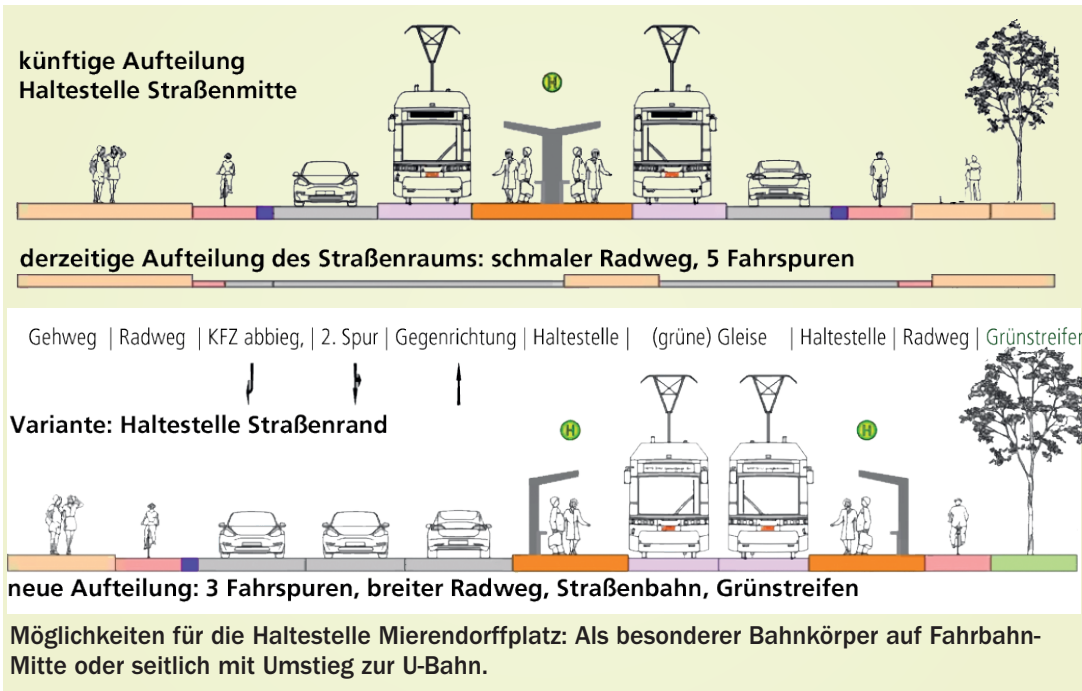 künftige Aufteilung
Haltestelle Straßenmitte
H
derzeitige Aufteilung des Straßenraums: schmaler Radweg, 5 Fahrspuren
Gehweg | Radweg | KFZ abbieg, | 2. Spur | Gegenrichtung | Haltestelle | (grüne) Gleise | Haltestelle | Radweg | Grünstreifen
Variante: Haltestelle Straßenrand
H H
neue Aufteilung: 3 Fahrspuren, breiter Radweg, Straßenbahn, Grünstreifen
Möglichkeiten für die Haltestelle Mierendorffplatz: Als besonderer Bahnkörper auf Fahrbahn-
Mitte oder seitlich mit Umstieg zur U-Bahn.